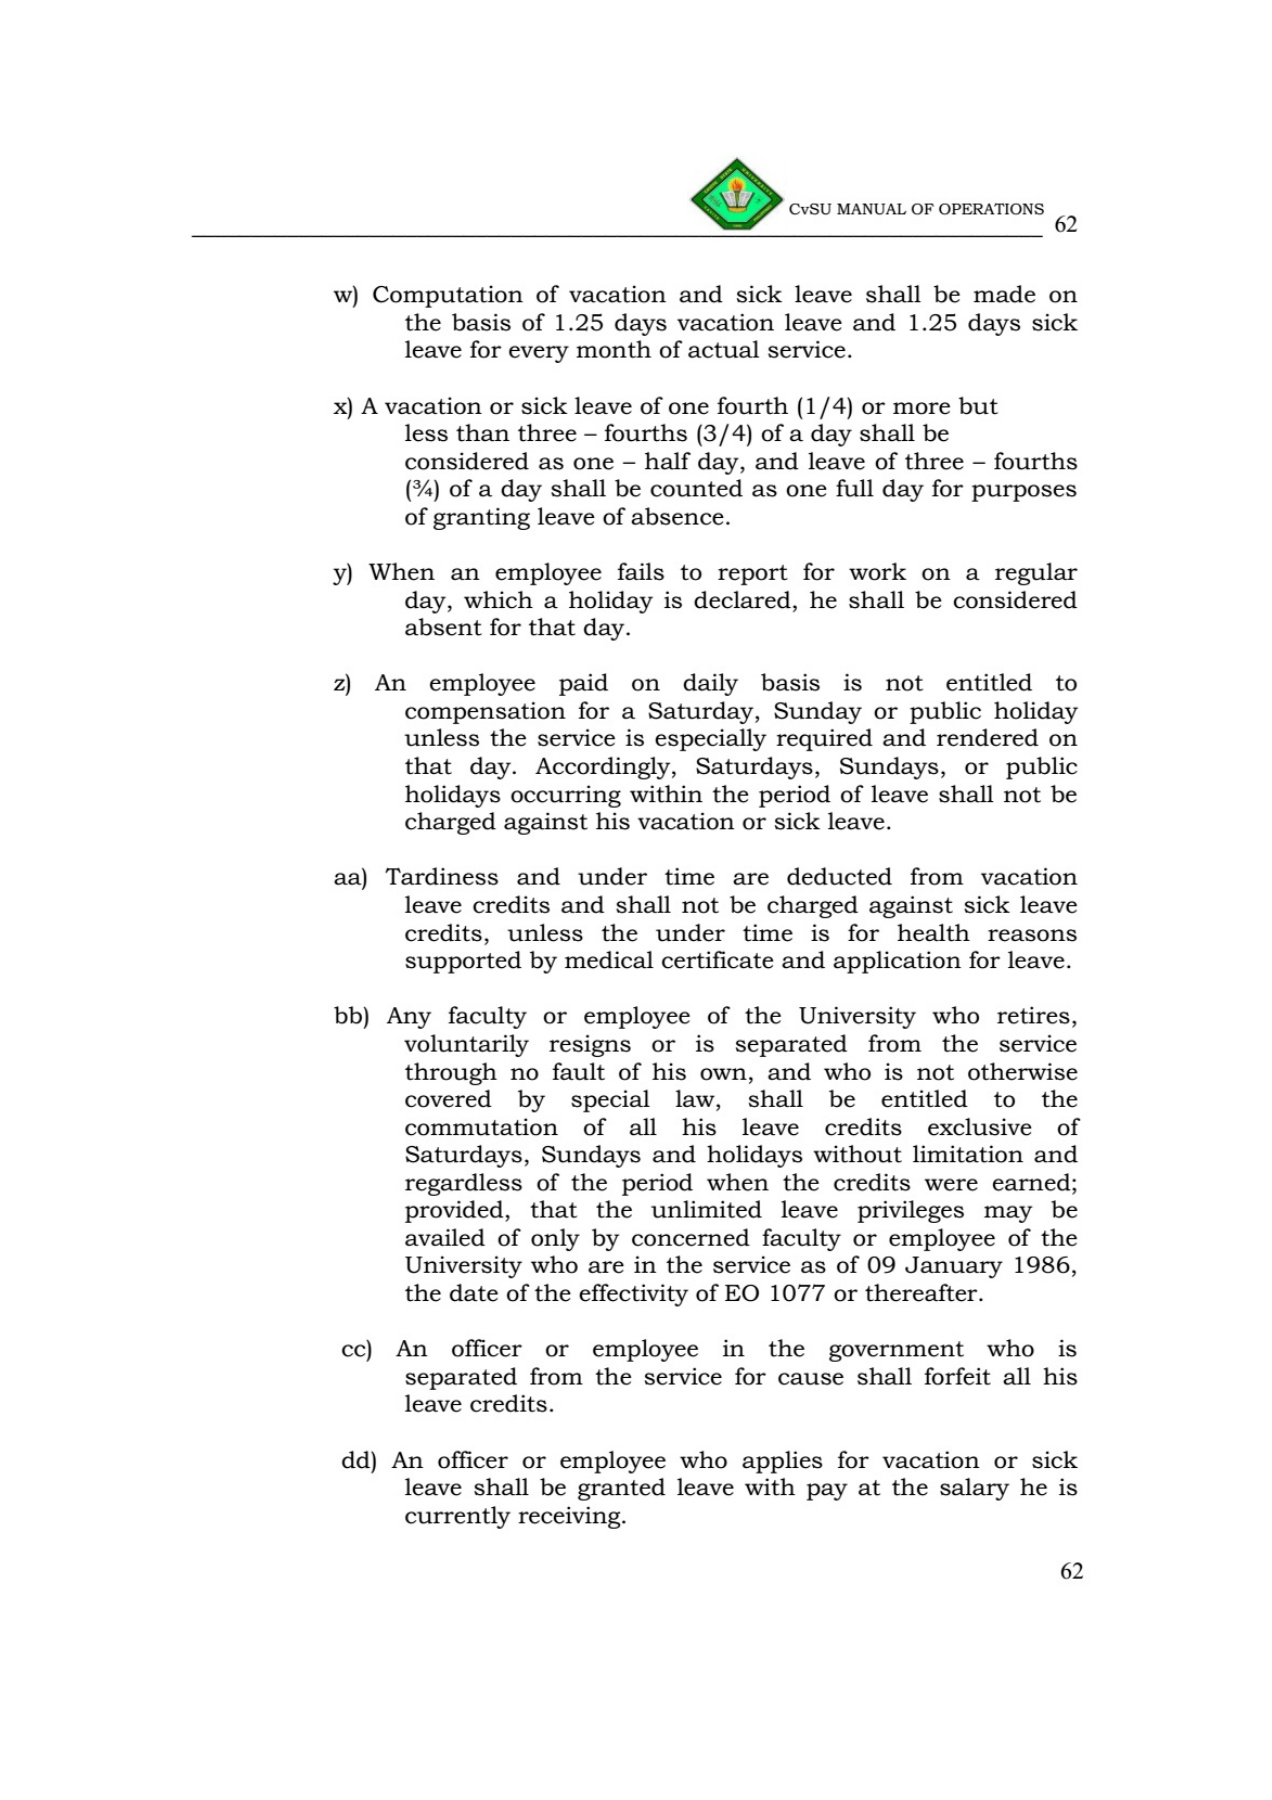 CvSU MANUAL OF OPERATIONS
62
w) Computation of vacation and sick leave shall be made on
the basis of 1.25 days vacation leave and 1.25 days sick
leave for every month of actual service.
x) A vacation or sick leave of one fourth (1/4) or more but
less than three – fourths (3/4) of a day shall be
considered as one – half day, and leave of three – fourths
(¾) of a day shall be counted as one full day for purposes
of granting leave of absence.
y) When an employee fails to report for work on a regular
day, which a holiday is declared, he shall be considered
absent for that day.
z) An employee paid on daily basis is not entitled to
compensation for a Saturday, Sunday or public holiday
unless the service is especially required and rendered on
that day. Accordingly, Saturdays, Sundays, or public
holidays occurring within the period of leave shall not be
charged against his vacation or sick leave.
aa) Tardiness and under time are deducted from vacation
leave credits and shall not be charged against sick leave
credits, unless the under time is for health reasons
supported by medical certificate and application for leave.
bb) Any faculty or employee of the University who retires,
voluntarily resigns or is separated from the service
through no fault of his own, and who is not otherwise
covered by special law, shall be entitled to the
commutation of all his leave credits exclusive of
Saturdays, Sundays and holidays without limitation and
regardless of the period when the credits were earned;
provided, that the unlimited leave privileges may be
availed of only by concerned faculty or employee of the
University who are in the service as of 09 January 1986,
the date of the effectivity of EO 1077 or thereafter.
cc) An officer or employee in the government who is
separated from the service for cause shall forfeit all his
leave credits.
dd) An officer or employee who applies for vacation or sick
leave shall be granted leave with pay at the salary he is
currently receiving.
62